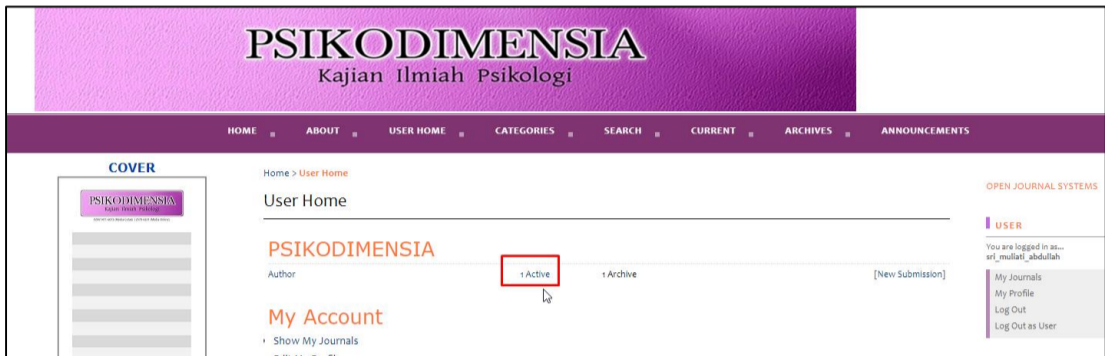 PSIKODIMENSIA
Kajian Ilmiah Psikologi
HOME ABOUT USER HOME CATEGORIES SEARCH CURRENT ARCHIVES ANNOUNCEMENTS
COVER
PSIKODIMENSIA
Kajian Ilmiah Psikologi
Home > User Home
User Home
PSIKODIMENSIA
Author 1 Active 1 Archive [New Submission]
My Account
Show My Journals
OPEN JOURNAL SYSTEMS
USER
You are logged in as...
sri_muliati_abdullah
My Journals
My Profile
Log Out
Log Out as User